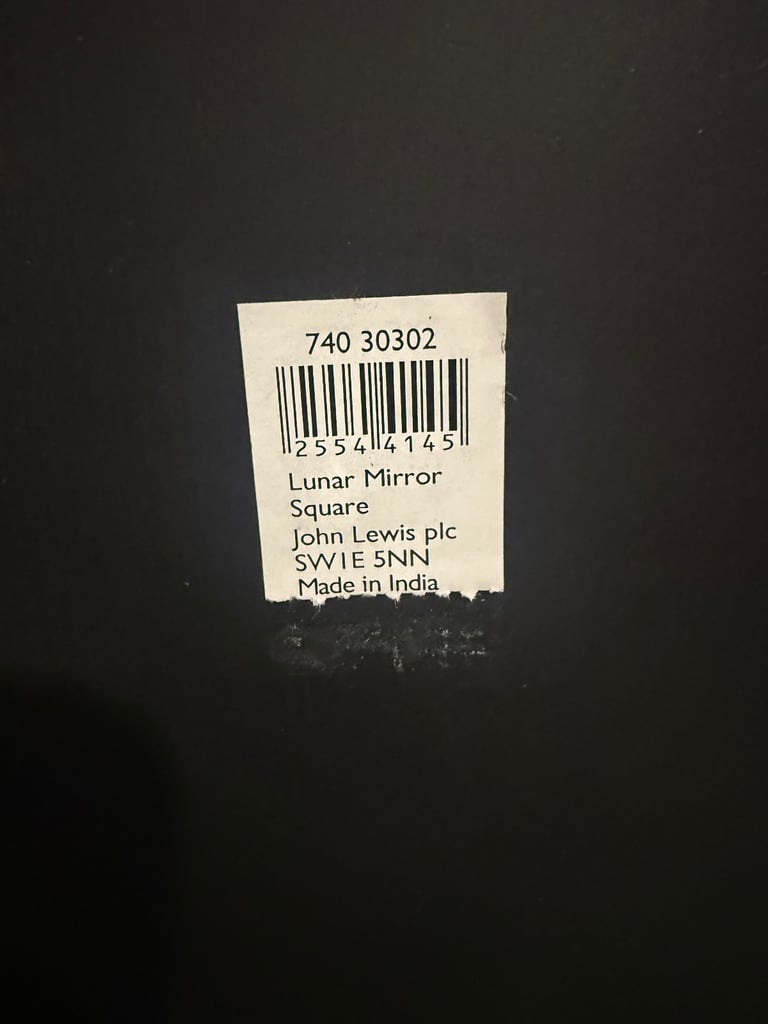 740 30302
2554 4145
Lunar Mirror
Square
John Lewis plc
SW1E 5NN
Made in India